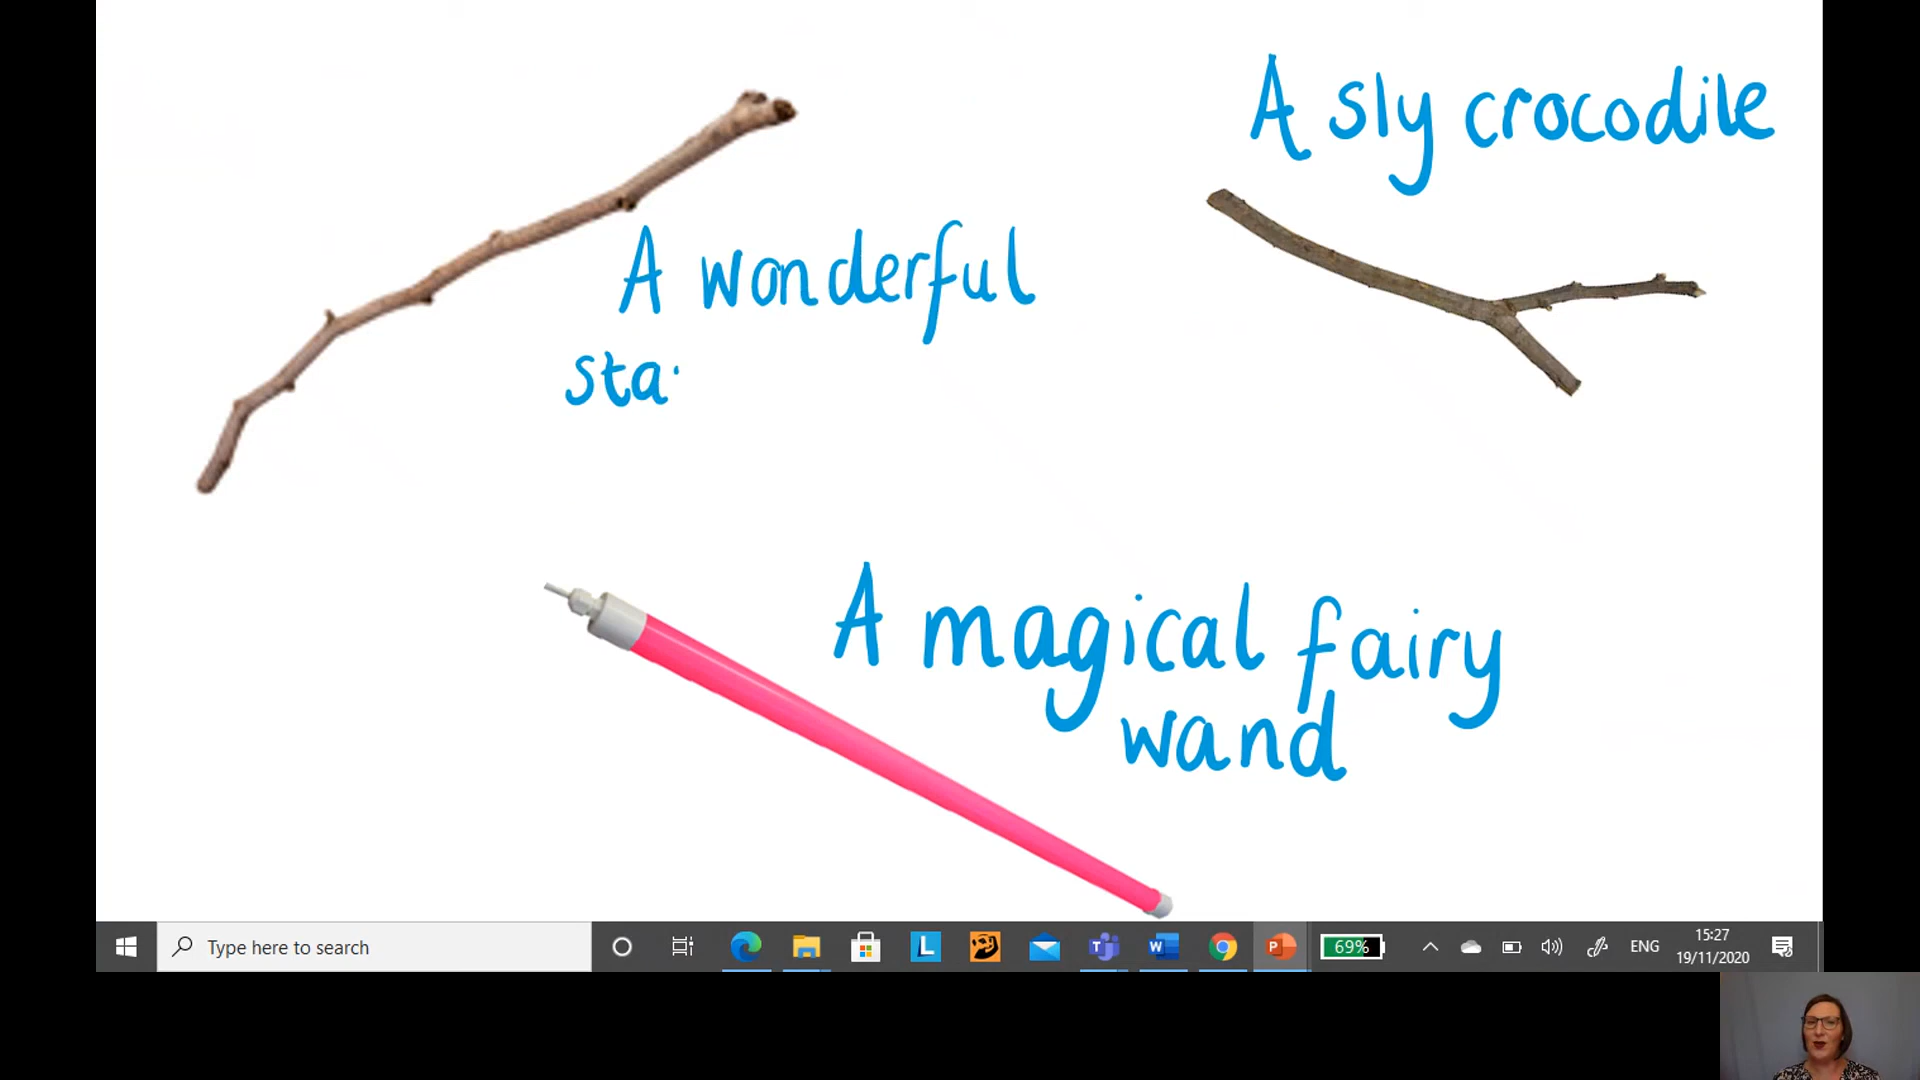 A sly crocodile
A wonderful
sta
A magical fairy
wand
Type here to search
69%
ENG
15:27
19/11/2020